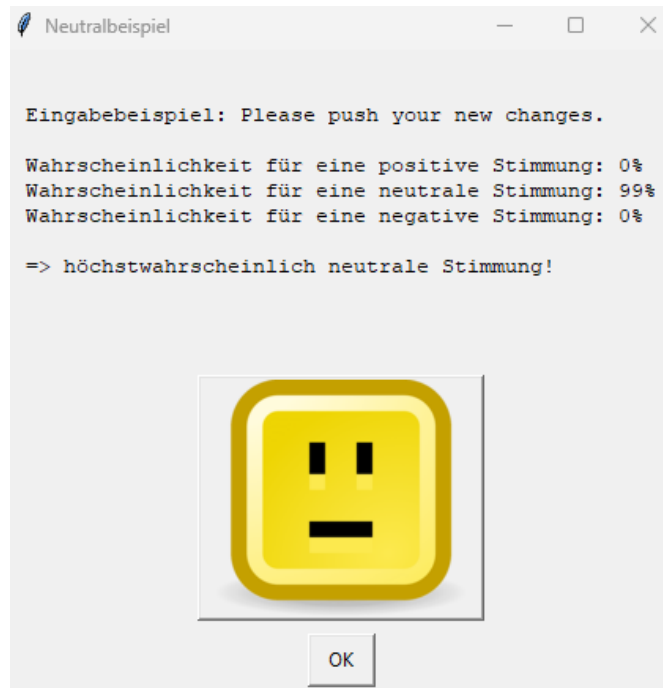 Neutralbeispiel
Eingabebeispiel: Please push your new changes.
Wahrscheinlichkeit für eine positive Stimmung: 0%
Wahrscheinlichkeit für eine neutrale Stimmung: 99%
Wahrscheinlichkeit für eine negative Stimmung: 0%
=> höchstwahrscheinlich neutrale Stimmung!
OK